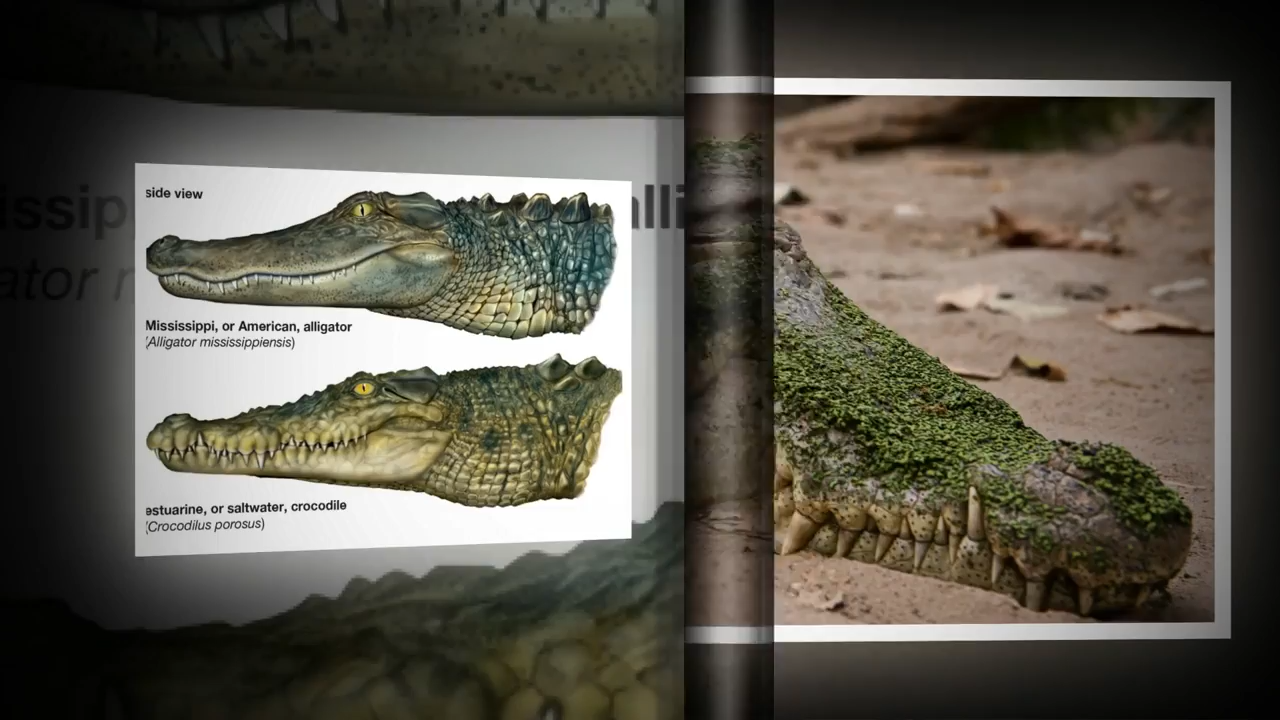 side view
Mississippi, or American, alligator
(Alligator mississippiensis)
estuarine, or saltwater, crocodile
(Crocodilus porosus)